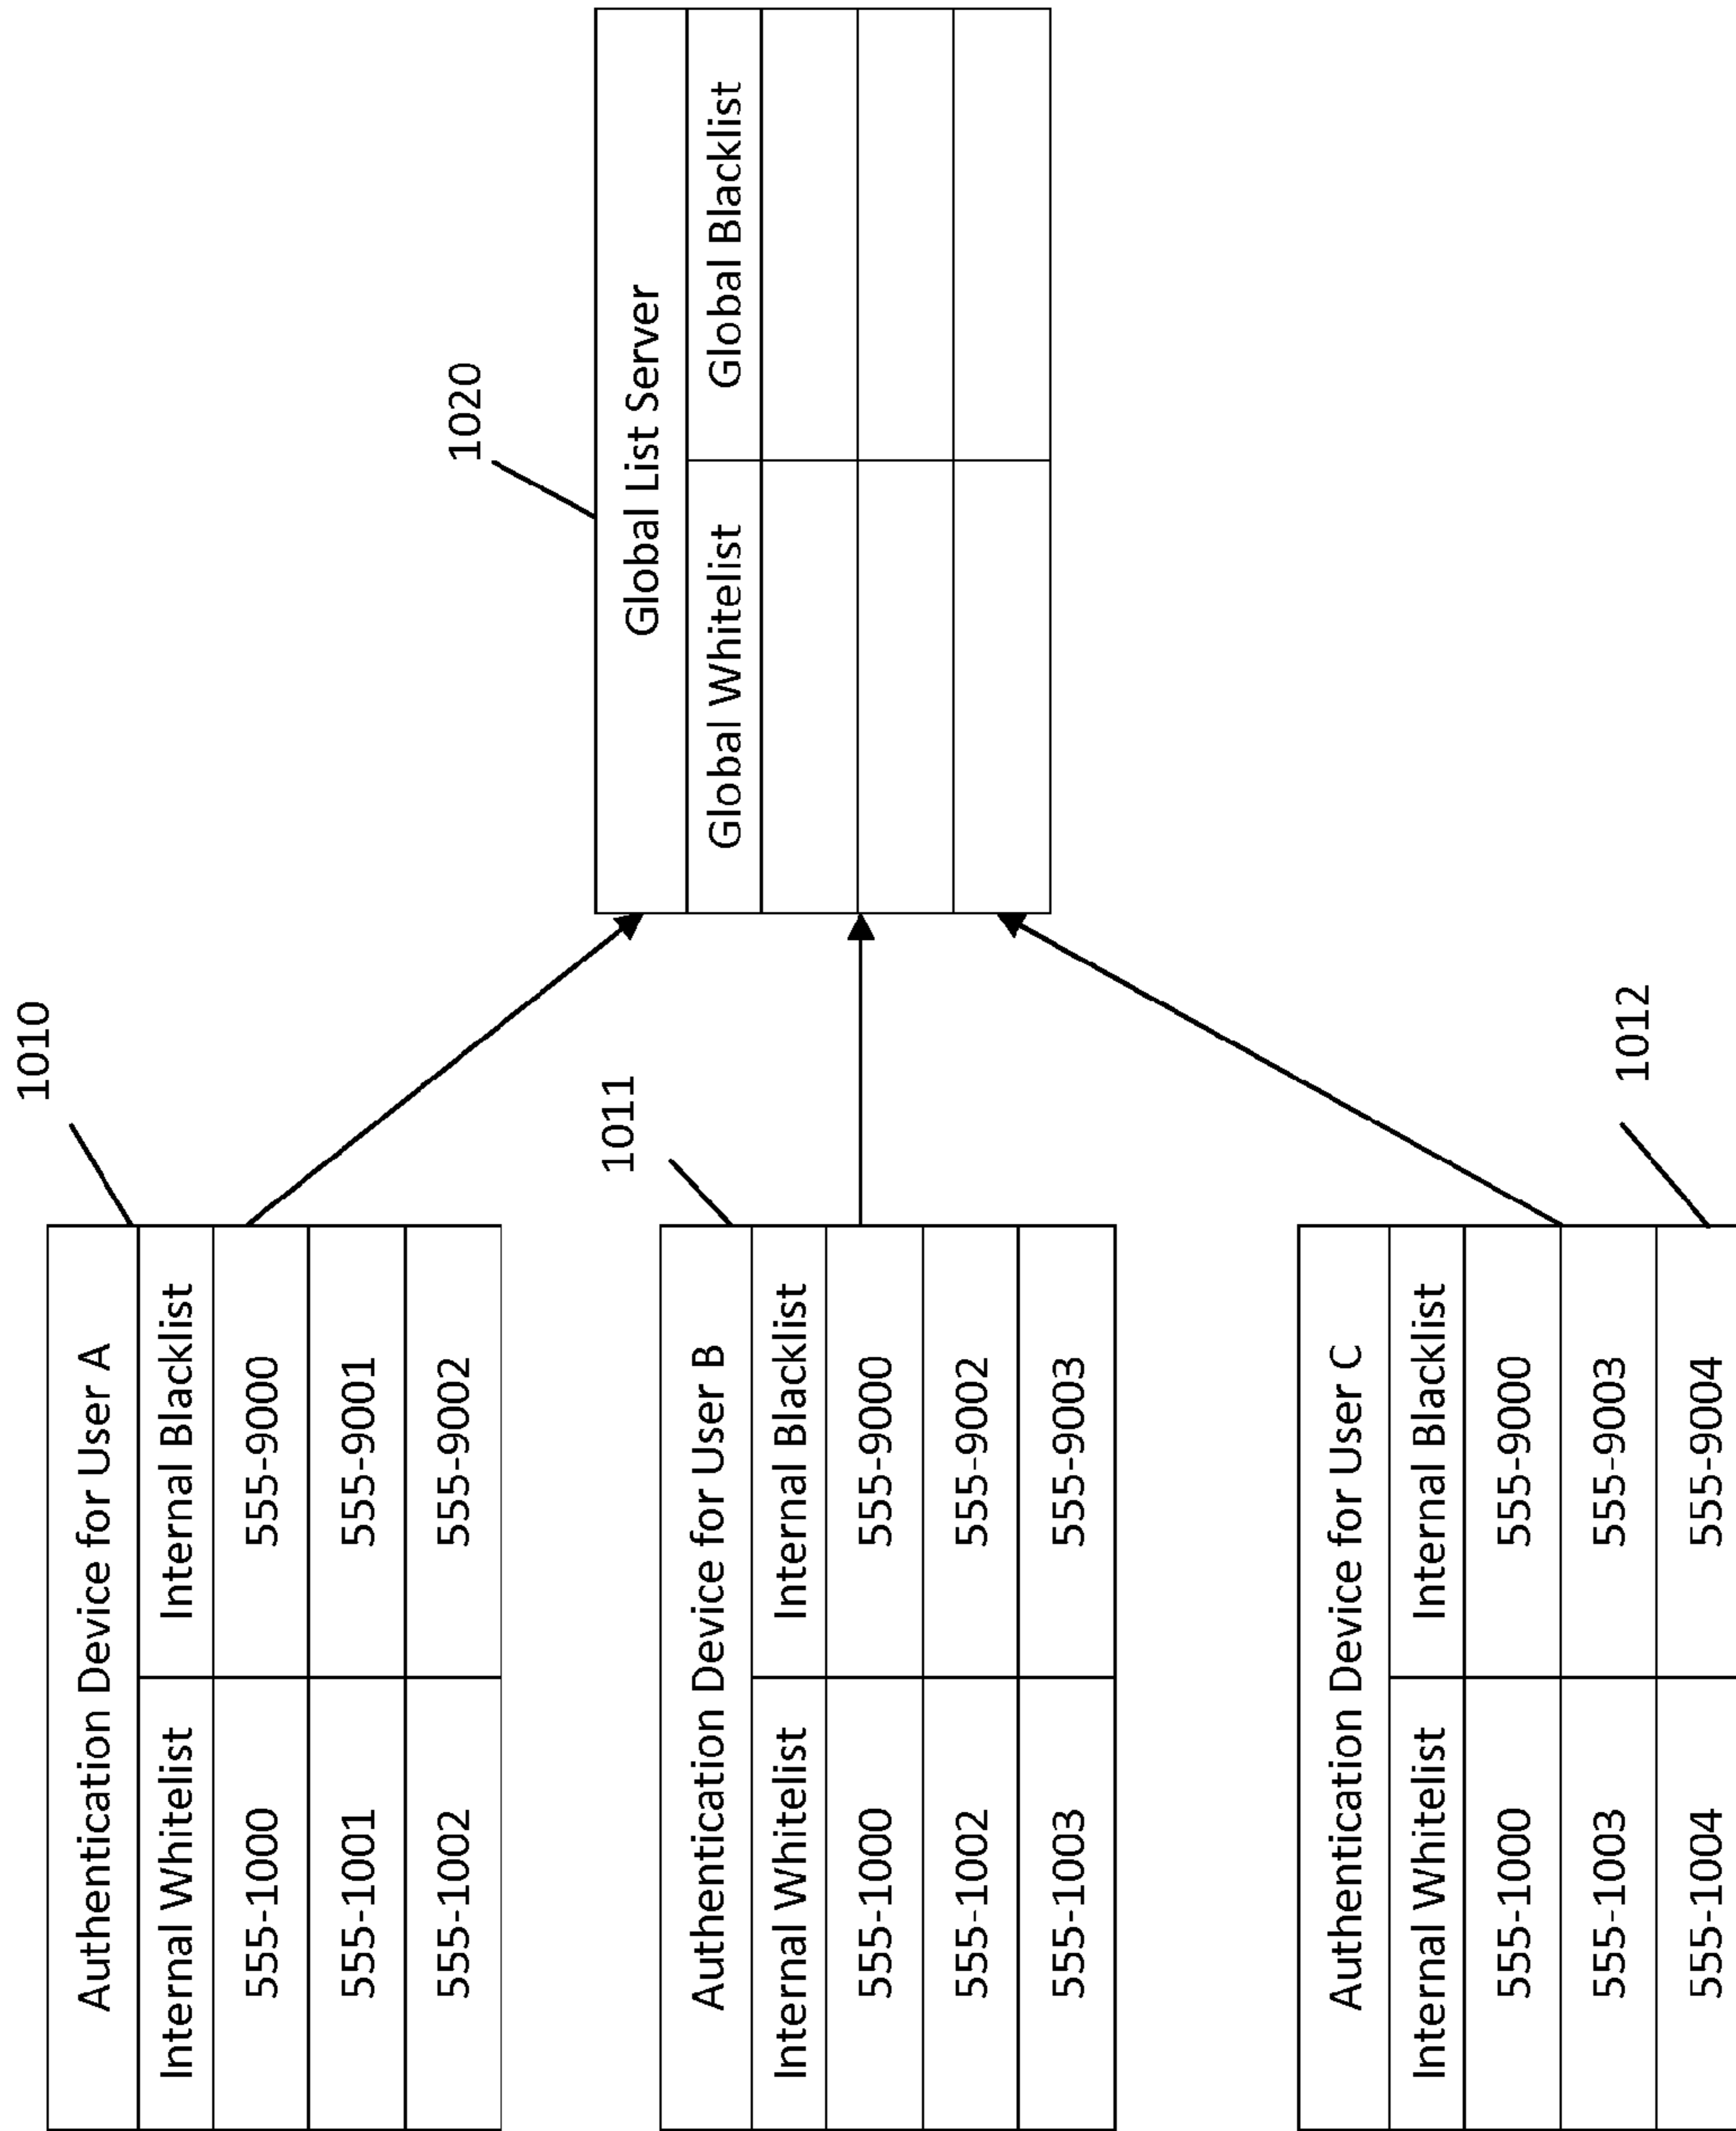 1010
Authentication Device for User A
Internal Whitelist Internal Blacklist
555-1000 555-9000
555-1001 555-9001
555-1002 555-9002
1020
Global List Server
Global Whitelist Global Blacklist
1011
Authentication Device for User B
Internal Whitelist Internal Blacklist
555-1000 555-9000
555-1002 555-9002
555-1003 555-9003
1012
Authentication Device for User C
Internal Whitelist Internal Blacklist
555-1000 555-9000
555-1003 555-9003
555-1004 555-9004